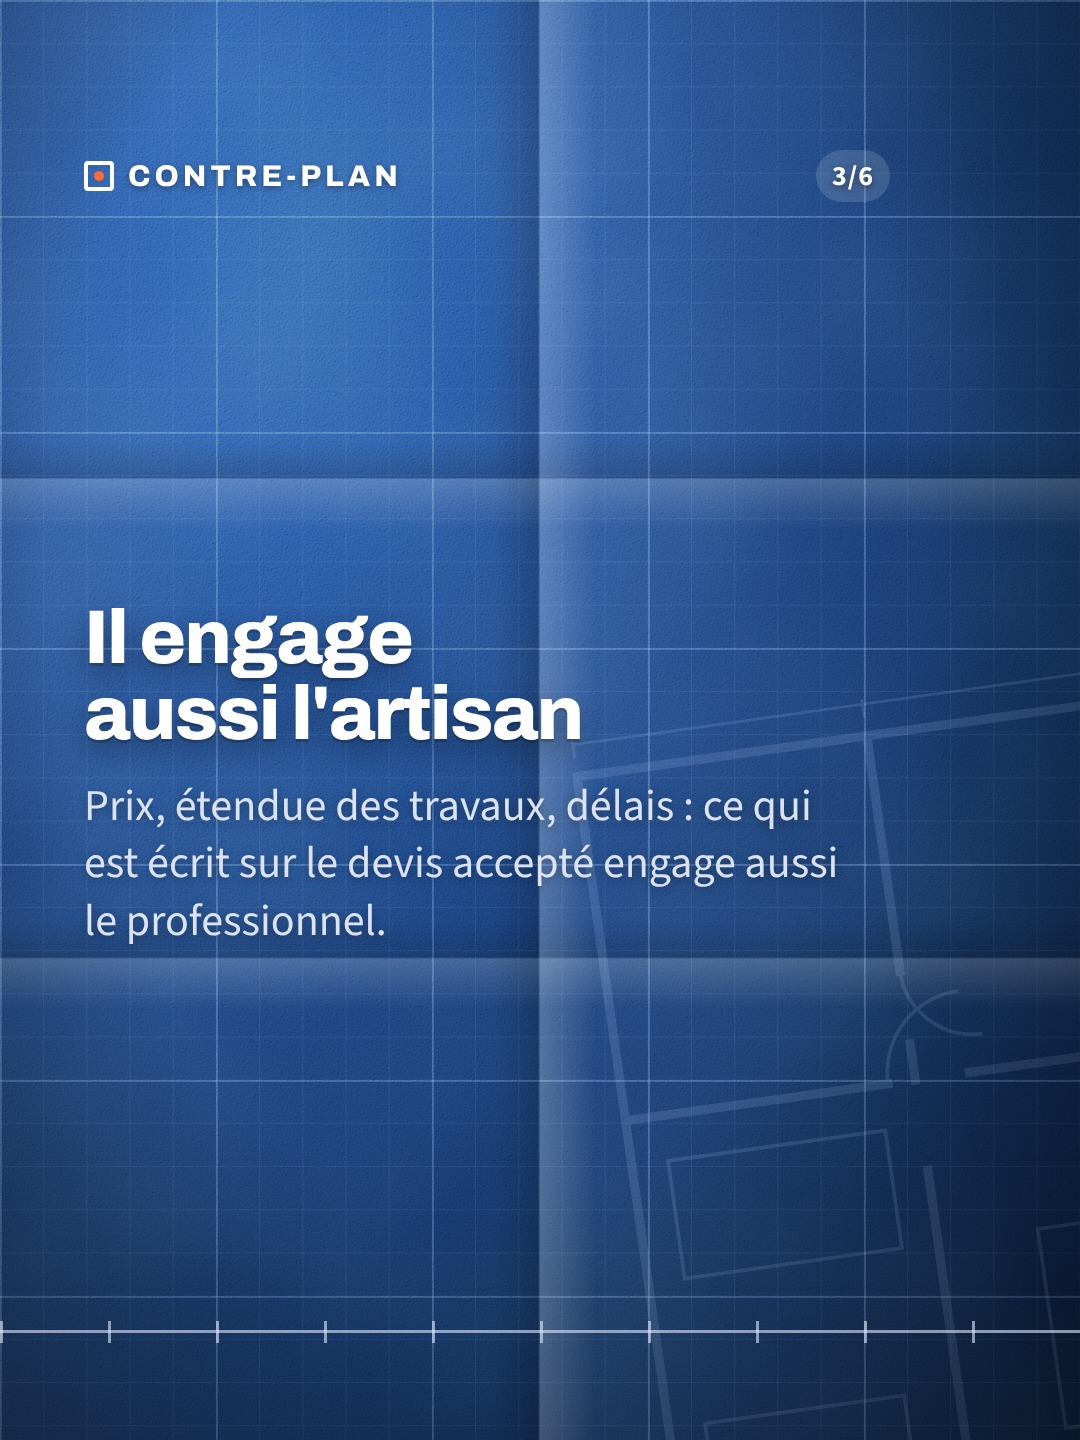 CONTRE-PLAN
3/6
Il engage
aussi l'artisan
Prix, étendue des travaux, délais : ce qui
est écrit sur le devis accepté engage aussi
le professionnel.